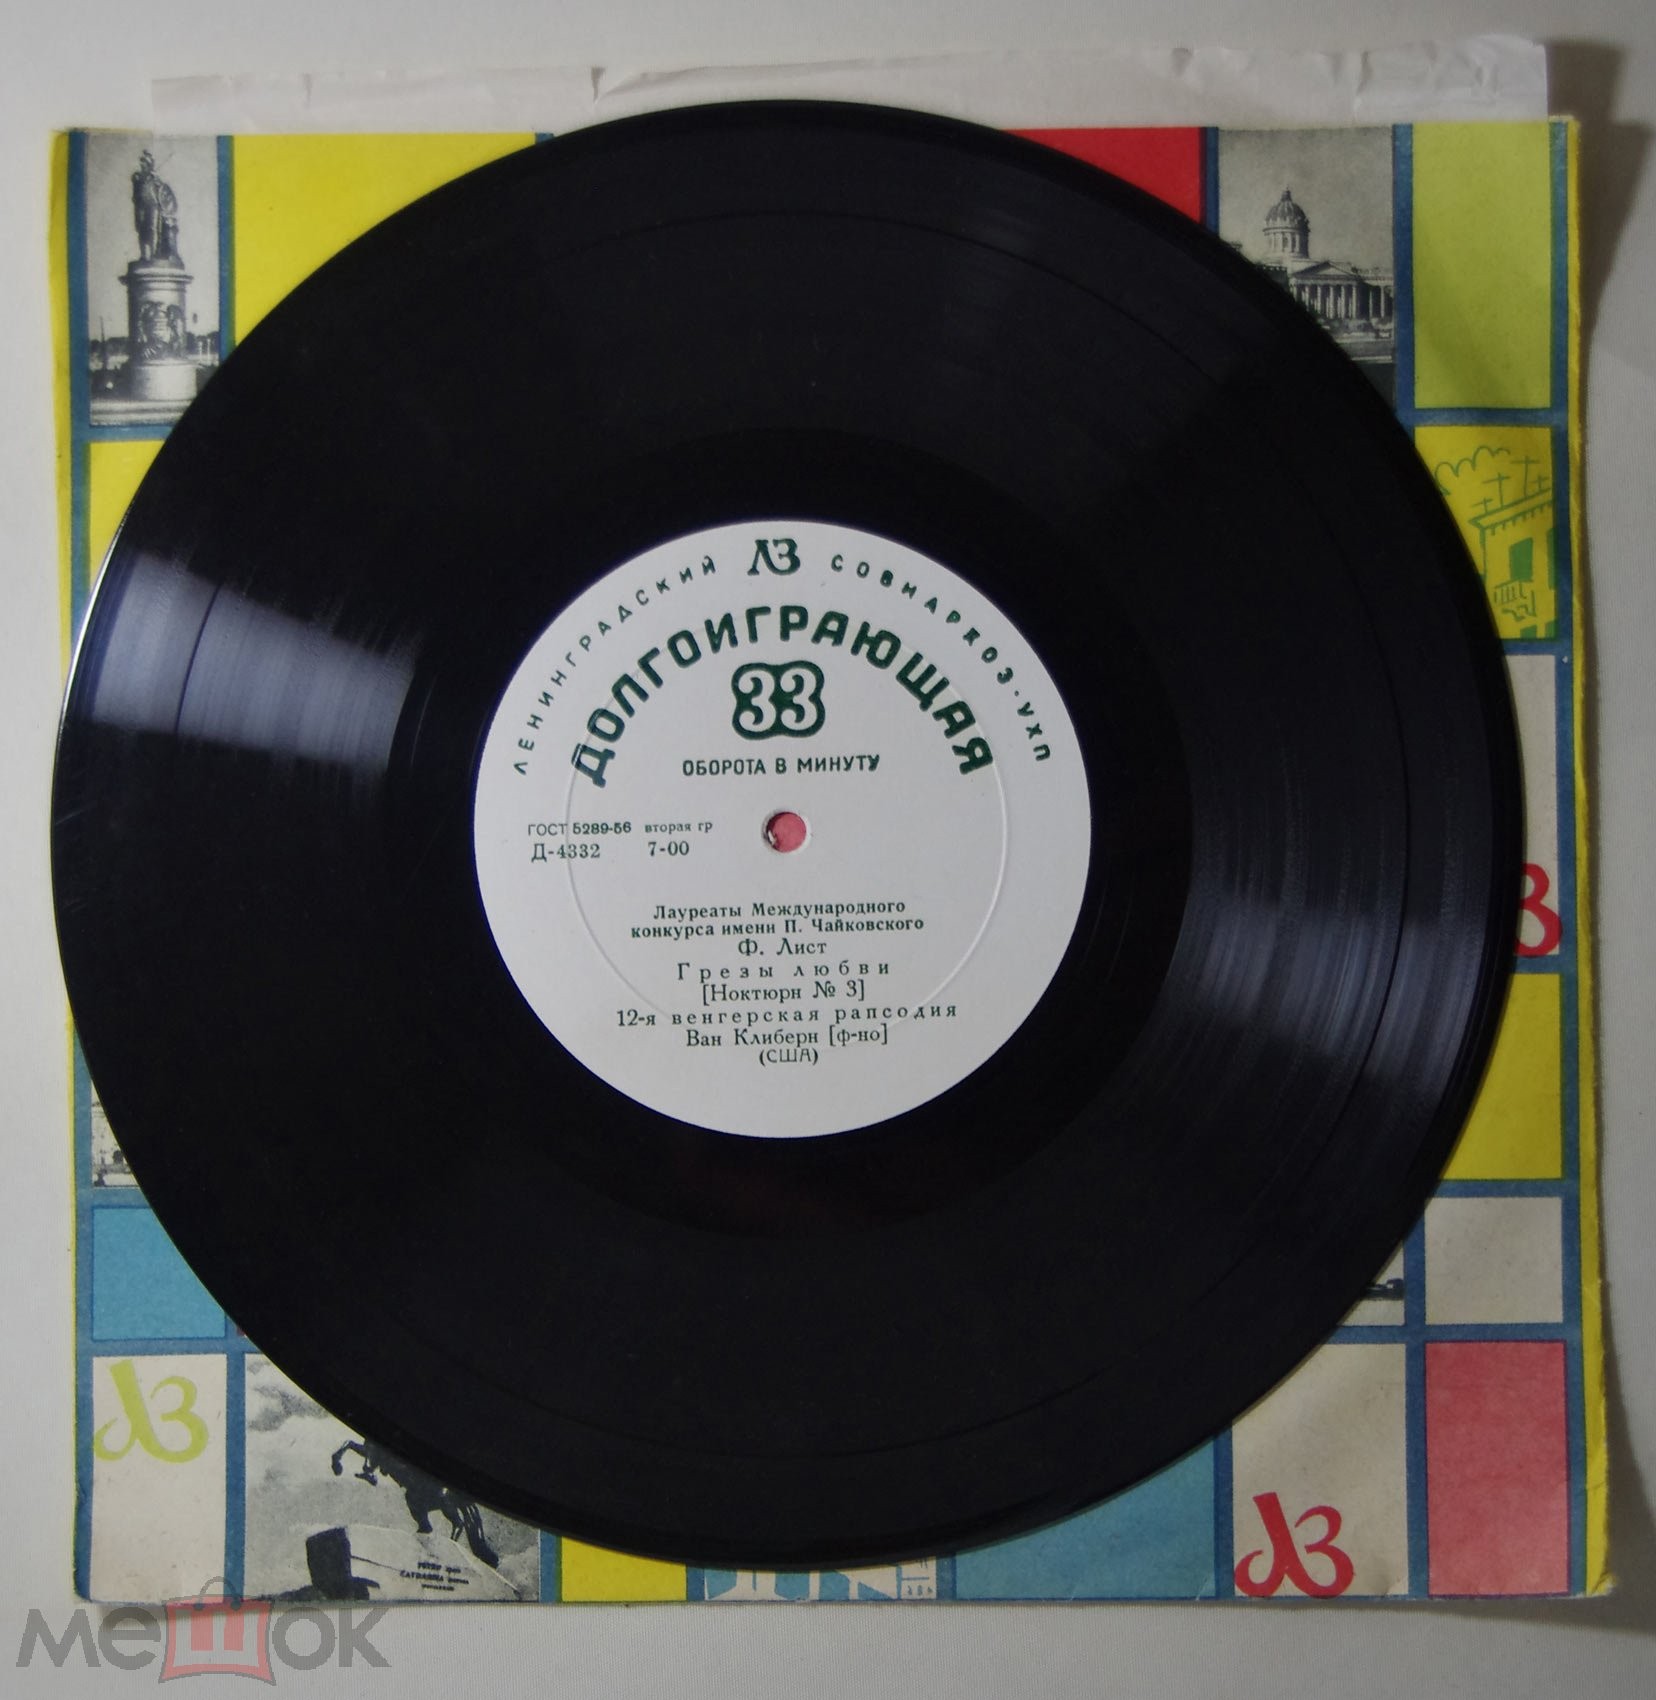 ЛЕНИНГРАДСКИЙ ЛЗ СОВНАРХОЗ·УХП
ДОЛГОИГРАЮЩАЯ
33
ОБОРОТА В МИНУТУ
ГОСТ 5289-56 вторая гр
Д-4332 7-00
Лауреаты Международного
конкурса имени П. Чайковского
Ф. Лист
Грезы любви
[Ноктюрн № 3]
12-я венгерская рапсодия
Ван Клиберн [ф-но]
(США)
ЛЗ
ЛЗ
мешок